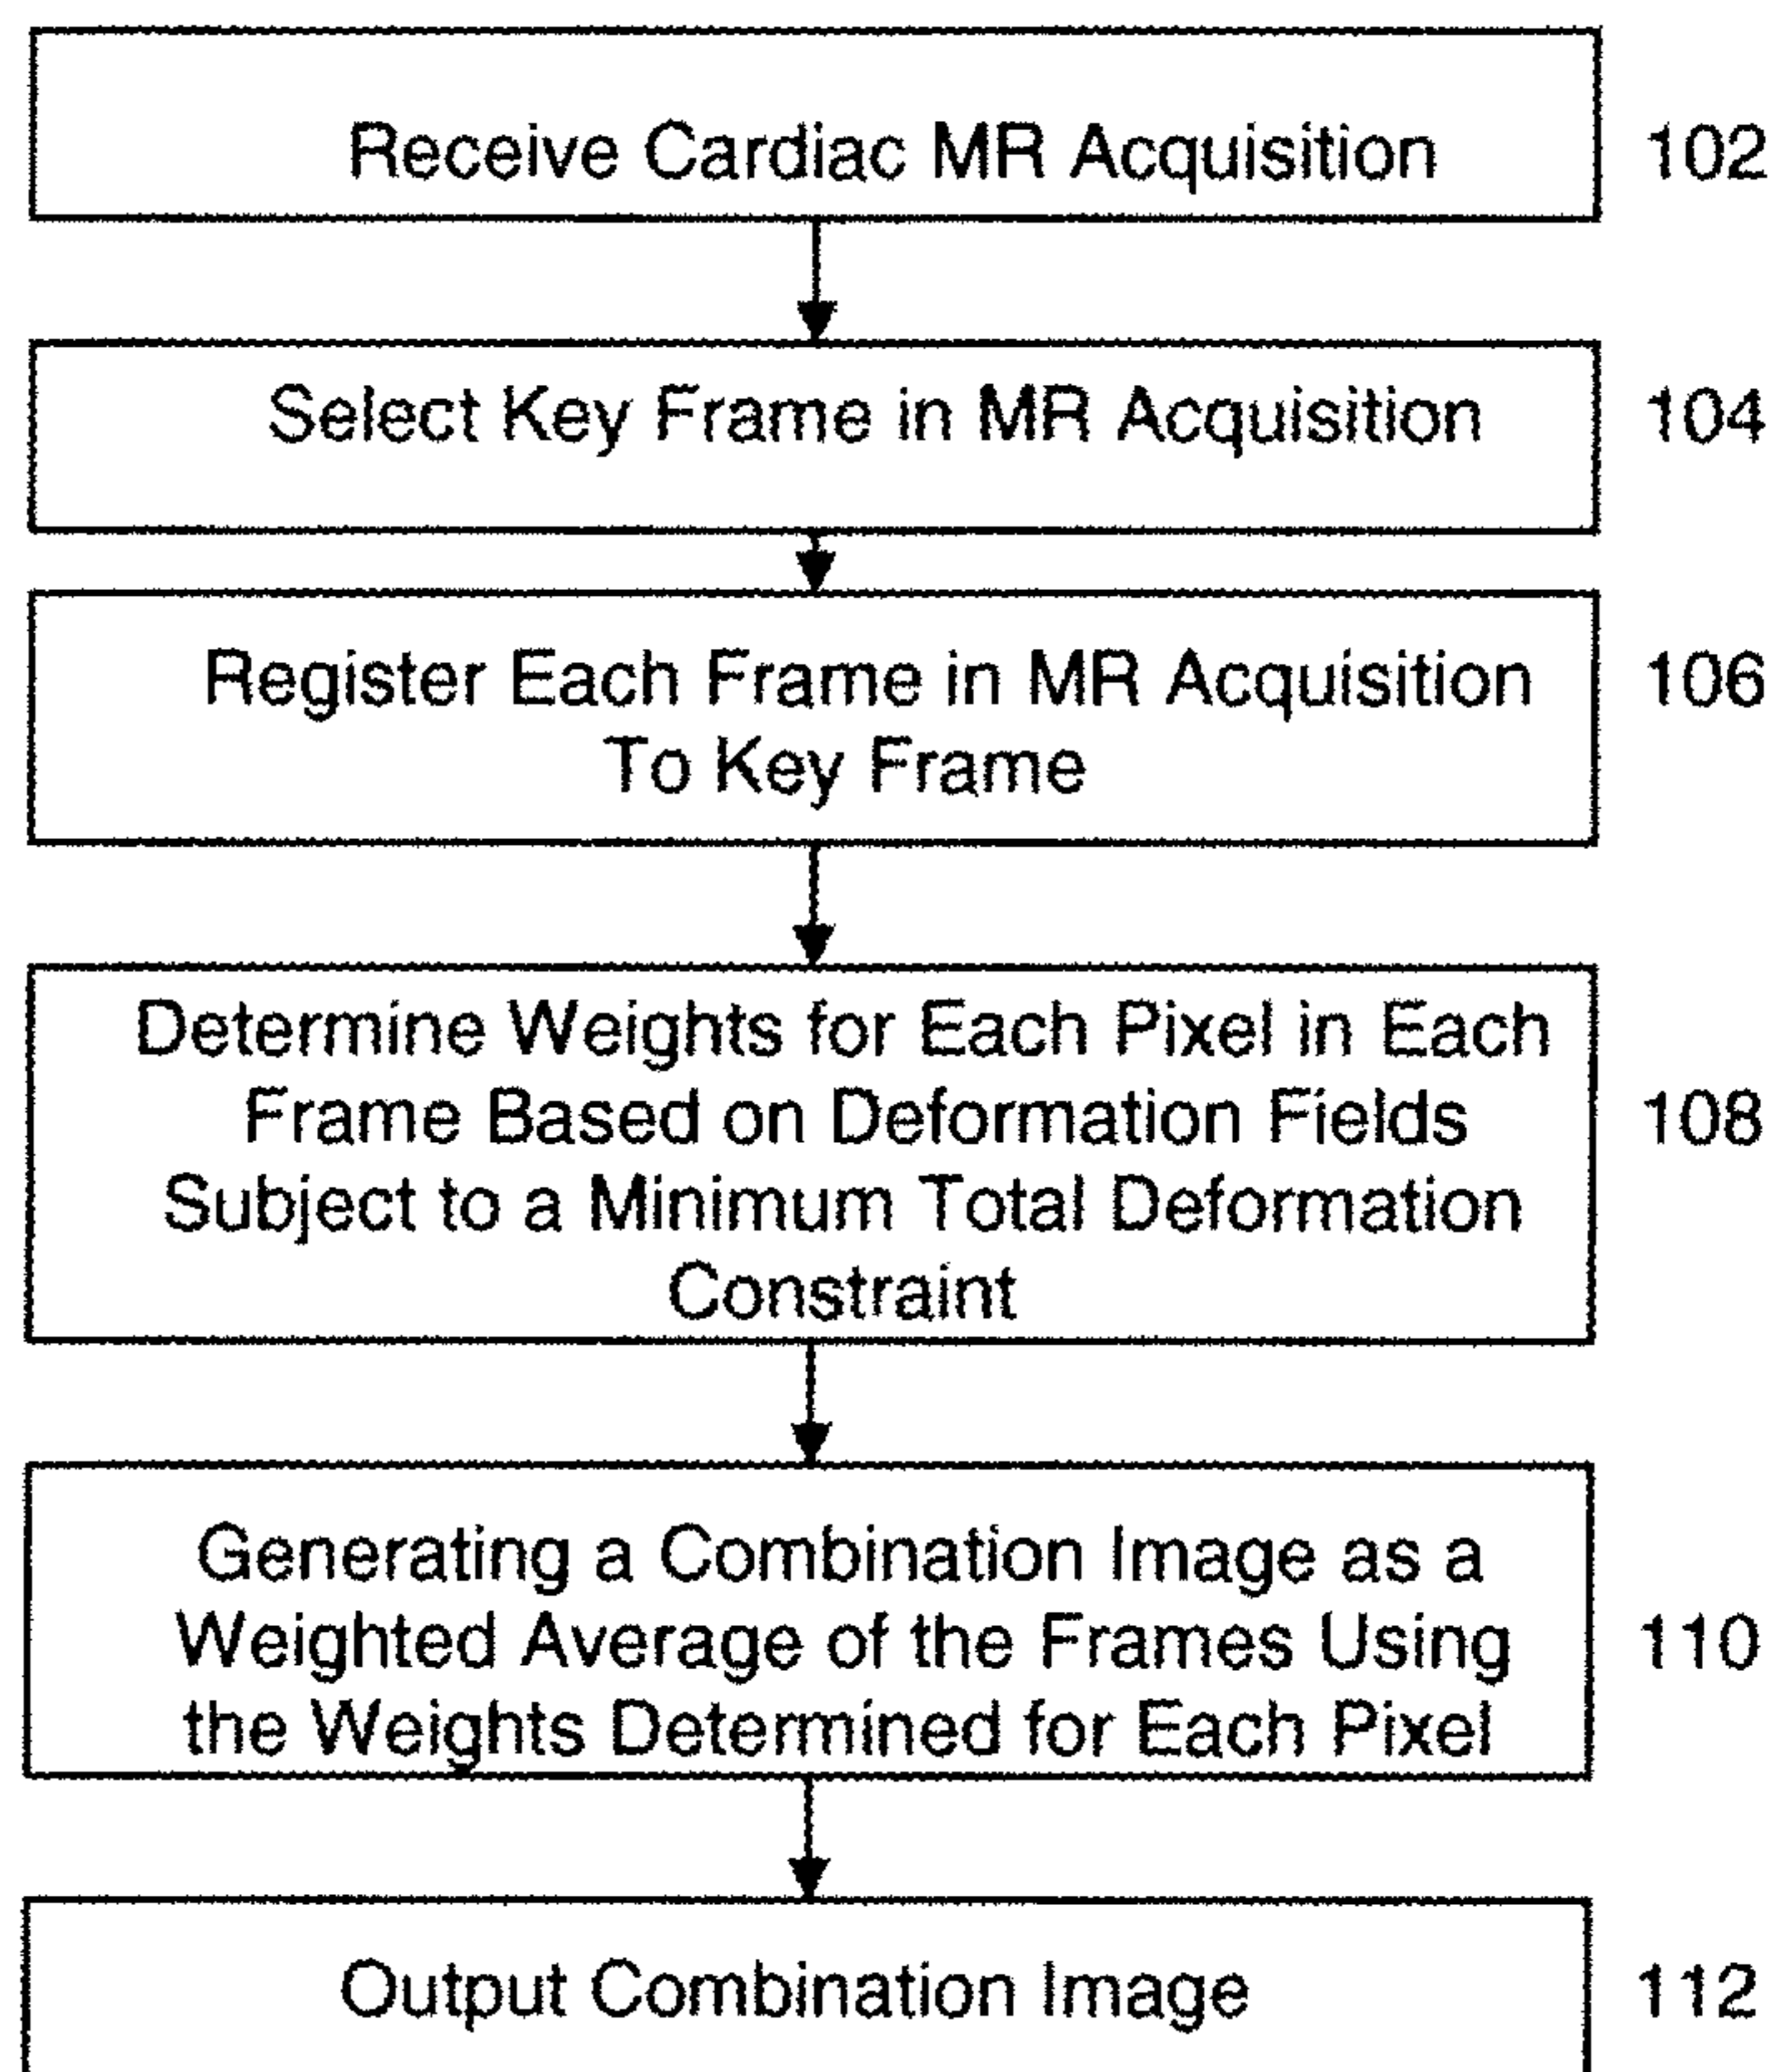 Receive Cardiac MR Acquisition 102
Select Key Frame in MR Acquisition 104
Register Each Frame in MR Acquisition 106
To Key Frame
Determine Weights for Each Pixel in Each
Frame Based on Deformation Fields 108
Subject to a Minimum Total Deformation
Constraint
Generating a Combination Image as a
Weighted Average of the Frames Using 110
the Weights Determined for Each Pixel
Output Combination Image 112